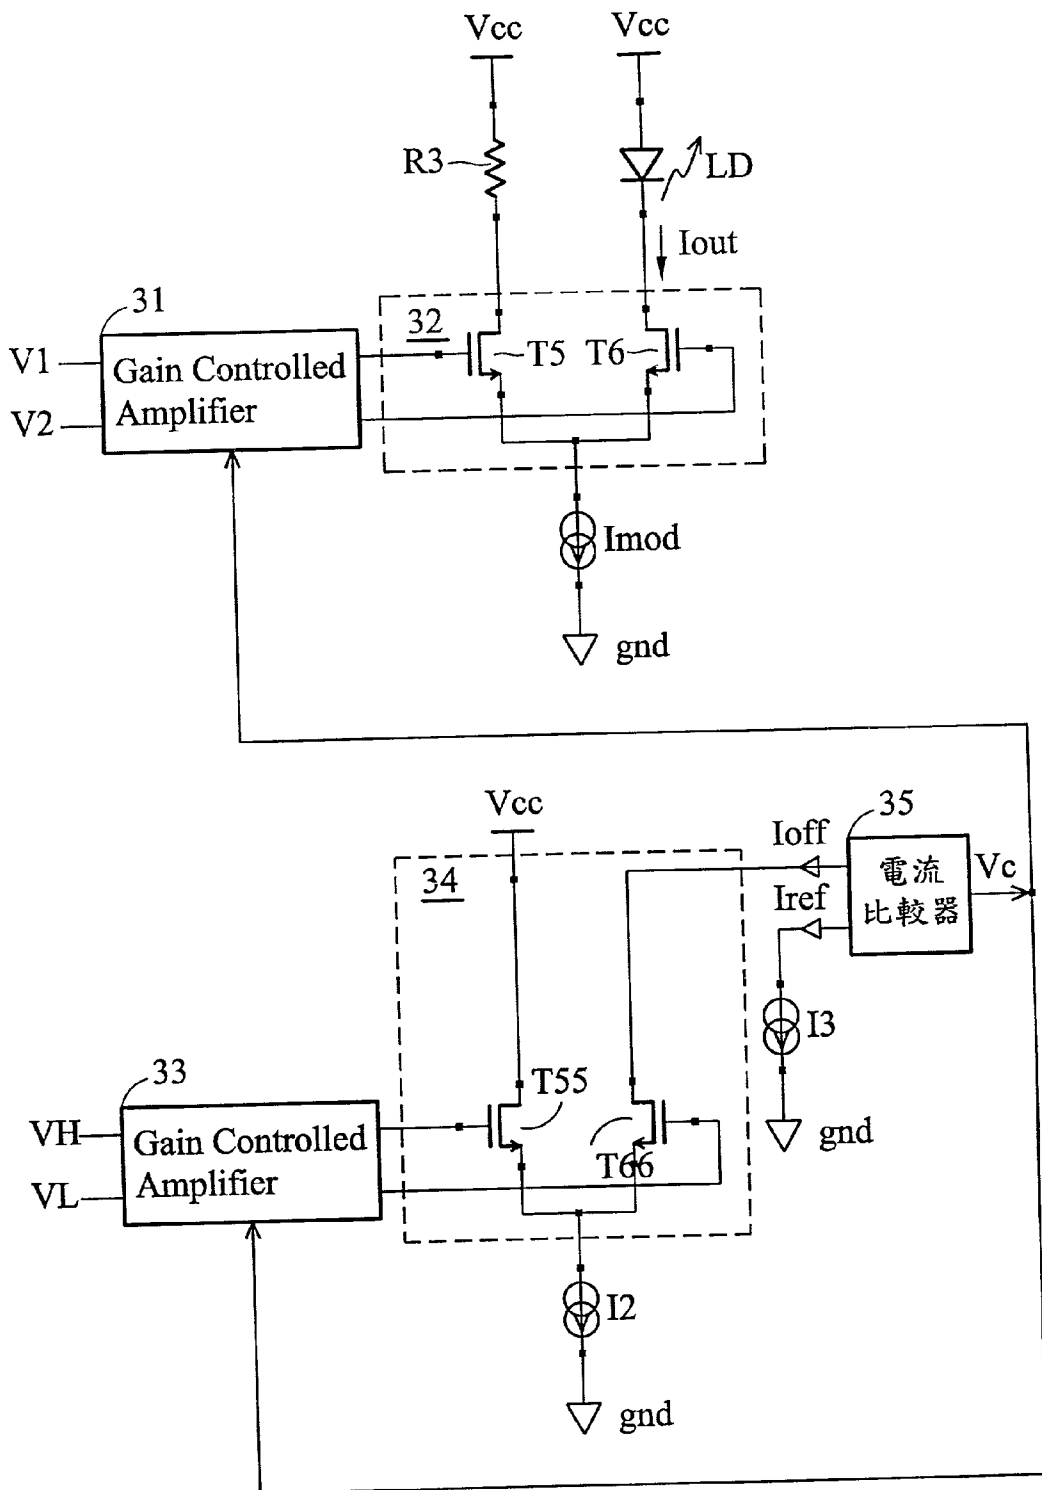 Vcc
Vcc
R3
LD
Iout
31
32
V1
V2
Gain Controlled
Amplifier
T5
T6
Imod
gnd
Vcc
35
Ioff
Iref
電流
比較器
Vc
34
I3
gnd
33
VH
VL
Gain Controlled
Amplifier
T55
T66
I2
gnd